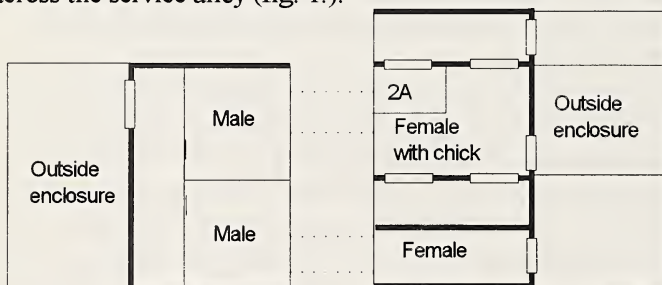 across the service alley (fig. 1.).
2A
Male
Female
with chick
Outside
enclosure
Outside
enclosure
Male
Female